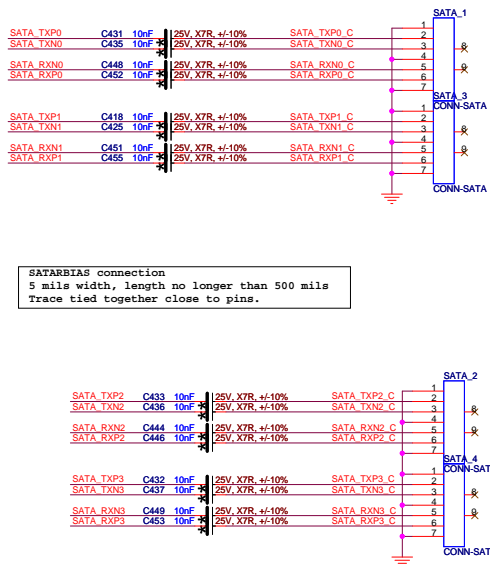 SATA_1
1
SATA_TXP0 C431 10nF 25V, X7R, +/-10% SATA_TXP0_C 2
SATA_TXN0 C435 10nF 25V, X7R, +/-10% SATA_TXN0_C 3 8
4
SATA_RXN0 C448 10nF 25V, X7R, +/-10% SATA_RXN0_C 5 9
SATA_RXP0 C452 10nF 25V, X7R, +/-10% SATA_RXP0_C 6
7
SATA_3
CONN-SATA
1
SATA_TXP1 C418 10nF 25V, X7R, +/-10% SATA_TXP1_C 2
SATA_TXN1 C425 10nF 25V, X7R, +/-10% SATA_TXN1_C 3 8
4
SATA_RXN1 C451 10nF 25V, X7R, +/-10% SATA_RXN1_C 5 9
SATA_RXP1 C455 10nF 25V, X7R, +/-10% SATA_RXP1_C 6
7
CONN-SATA
SATARBIAS connection
5 mils width, length no longer than 500 mils
Trace tied together close to pins.
SATA_2
1
SATA_TXP2 C433 10nF 25V, X7R, +/-10% SATA_TXP2_C 2
SATA_TXN2 C436 10nF 25V, X7R, +/-10% SATA_TXN2_C 3 8
4
SATA_RXN2 C444 10nF 25V, X7R, +/-10% SATA_RXN2_C 5 9
SATA_RXP2 C446 10nF 25V, X7R, +/-10% SATA_RXP2_C 6
7
SATA_4
CONN-SAT
1
SATA_TXP3 C432 10nF 25V, X7R, +/-10% SATA_TXP3_C 2
SATA_TXN3 C437 10nF 25V, X7R, +/-10% SATA_TXN3_C 3 8
4
SATA_RXN3 C449 10nF 25V, X7R, +/-10% SATA_RXN3_C 5 9
SATA_RXP3 C453 10nF 25V, X7R, +/-10% SATA_RXP3_C 6
7
CONN-SAT